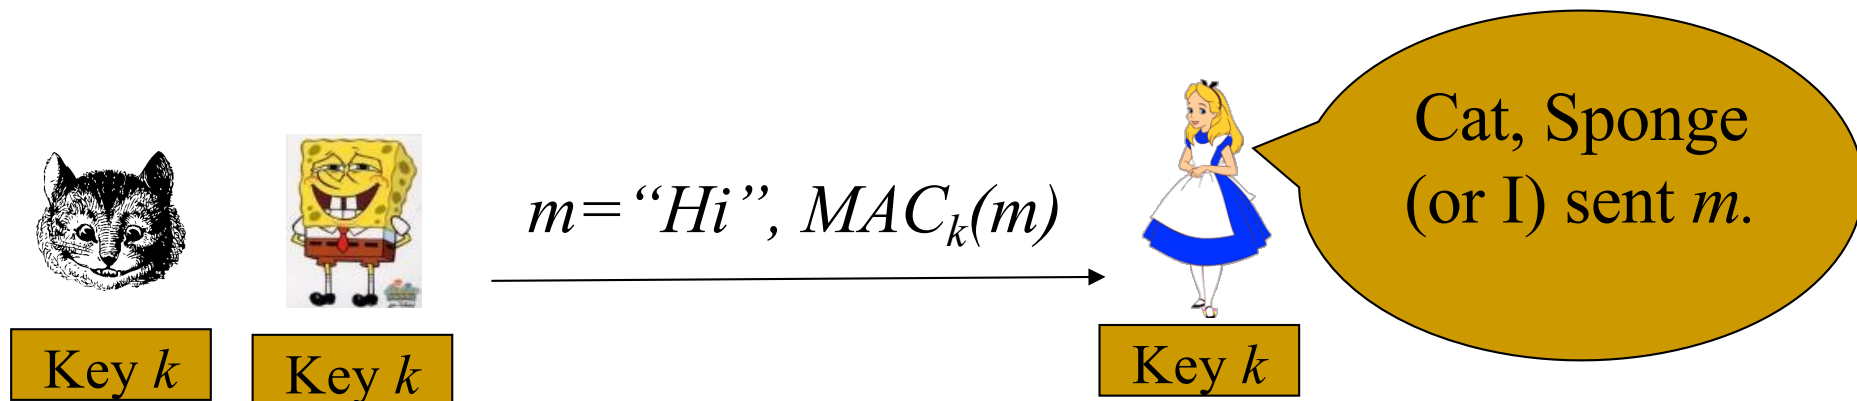 Cat, Sponge
(or I) sent m.
m=“Hi”, MACk(m)
Key k
Key k
Key k